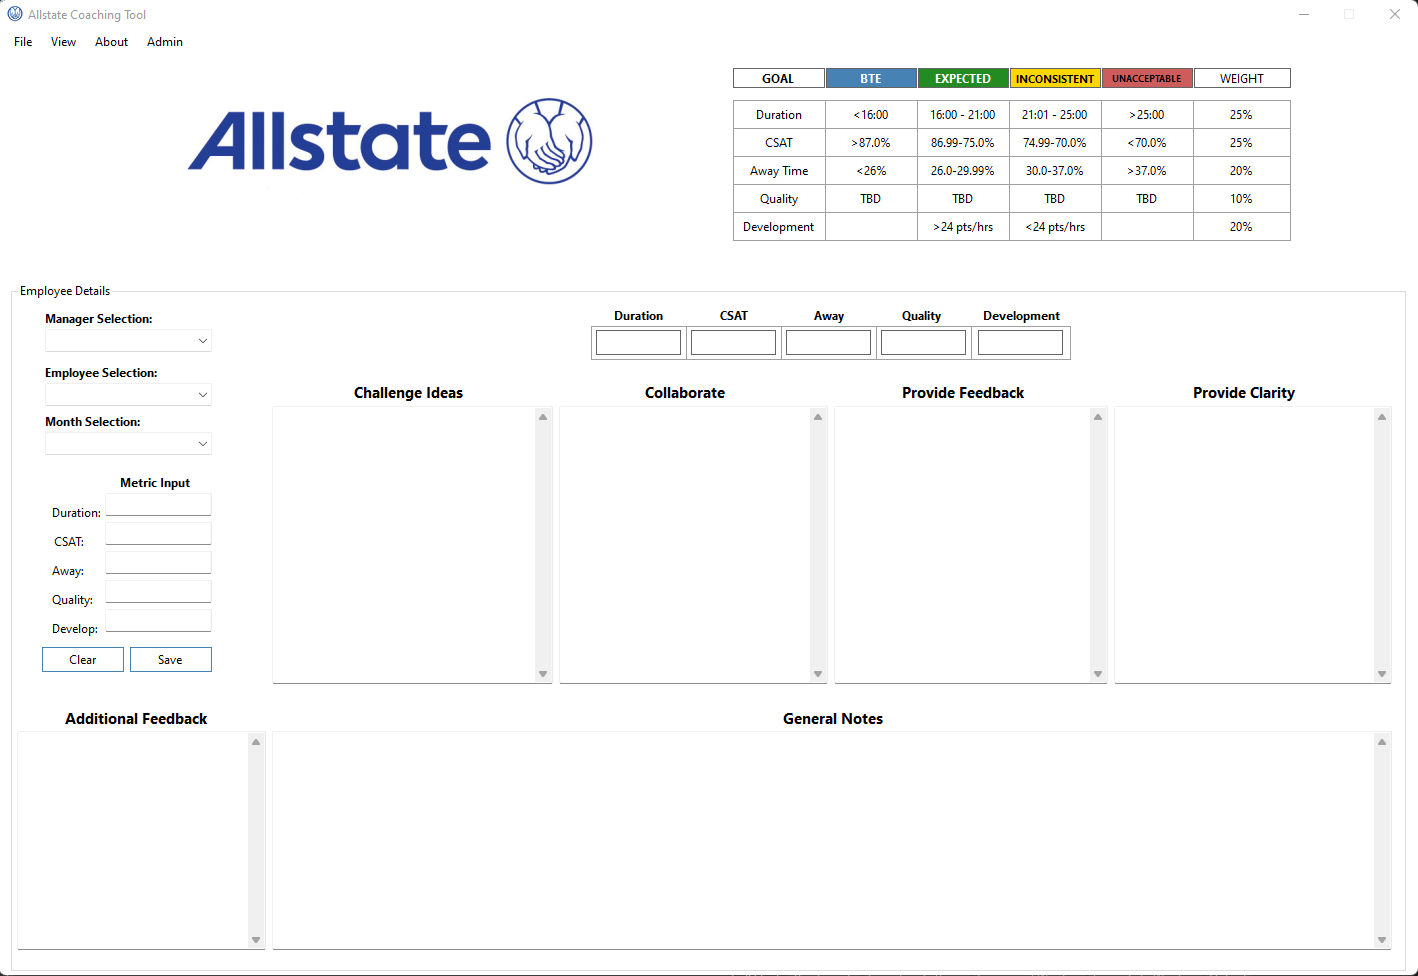 Allstate Coaching Tool
File View About Admin
Allstate
GOAL BTE EXPECTED INCONSISTENT UNACCEPTABLE WEIGHT
Duration <16:00 16:00 - 21:00 21:01 - 25:00 >25:00 25%
CSAT >87.0% 86.99-75.0% 74.99-70.0% <70.0% 25%
Away Time <26% 26.0-29.99% 30.0-37.0% >37.0% 20%
Quality TBD TBD TBD TBD 10%
Development >24 pts/hrs <24 pts/hrs 20%
Employee Details
Manager Selection:
Employee Selection:
Month Selection:
Metric Input
Duration:
CSAT:
Away:
Quality:
Develop:
Clear Save
Duration CSAT Away Quality Development
Challenge Ideas Collaborate Provide Feedback Provide Clarity
Additional Feedback General Notes